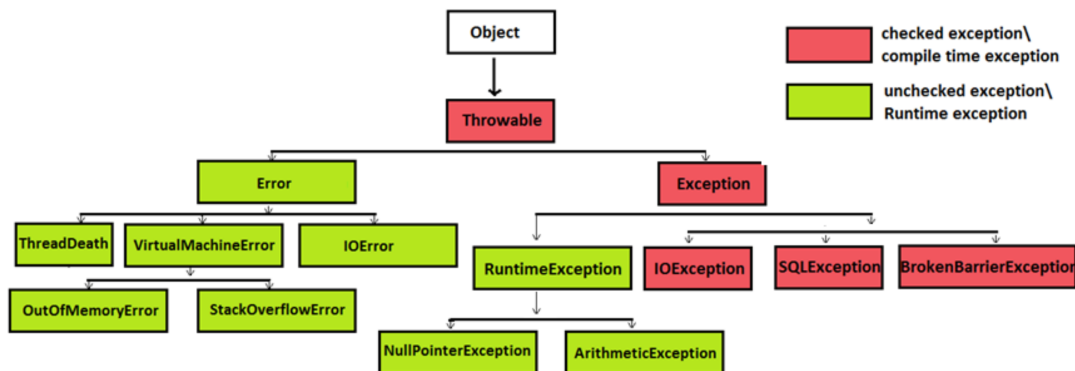 Object
checked exception\
compile time exception
unchecked exception\
Runtime exception
Throwable
Error
Exception
ThreadDeath
VirtualMachineError
IOError
RuntimeException
IOException
SQLException
BrokenBarrierException
OutOfMemoryError
StackOverflowError
NullPointerException
ArithmeticException